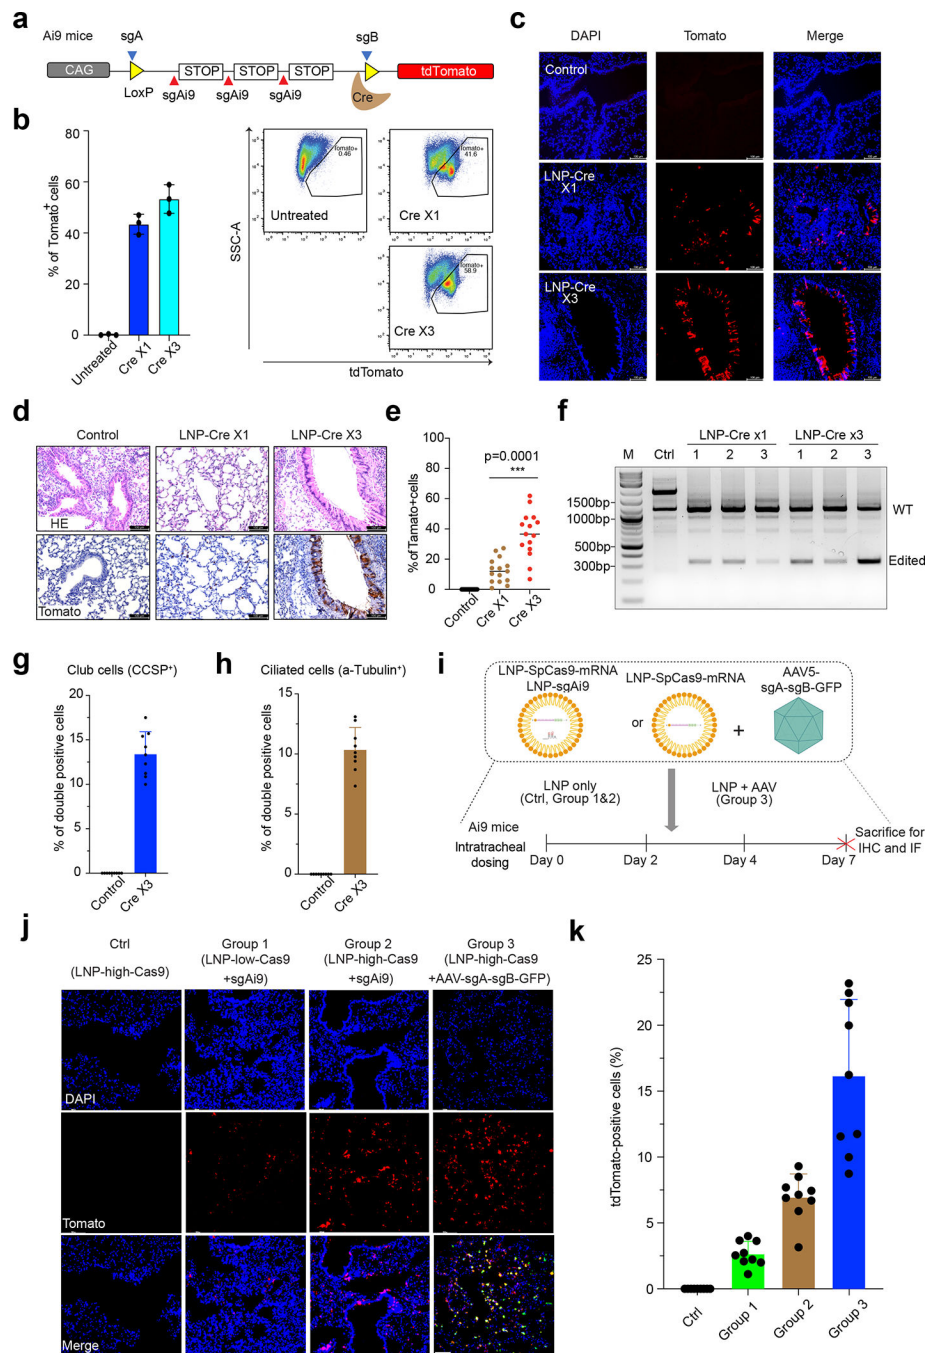 a
Ai9 mice
sgA
sgB
CAG
STOP
STOP
STOP
tdTomato
LoxP
sgAi9
sgAi9
sgAi9
Cre
b
80
60
40
20
0
% of Tomato+ cells
Untreated
Cre X1
Cre X3
SSC-A
Tomato+
0.46
Untreated
Tomato+
41.6
Cre X1
Tomato+
58.9
Cre X3
tdTomato
c
DAPI
Tomato
Merge
Control
LNP-Cre
X1
LNP-Cre
X3
d
Control
LNP-Cre X1
LNP-Cre X3
HE
Tomato
e
100
80
60
40
20
0
% of Tamato+cells
p=0.0001
***
Control
Cre X1
Cre X3
f
LNP-Cre x1
LNP-Cre x3
M
Ctrl
1
2
3
1
2
3
1500bp
1000bp
500bp
300bp
WT
Edited
g
Club cells (CCSP+)
20
15
10
5
0
% of double positive cells
Control
Cre X3
h
Ciliated cells (a-Tubulin+)
15
10
5
0
% of double positive cells
Control
Cre X3
i
LNP-SpCas9-mRNA
LNP-sgAi9
or
LNP-SpCas9-mRNA
+
AAV5-
sgA-sgB-GFP
LNP only
(Ctrl, Group 1&2)
LNP + AAV
(Group 3)
Ai9 mice
Intratracheal
dosing
Day 0
Day 2
Day 4
Day 7
Sacrifice for
IHC and IF
j
Ctrl
(LNP-high-Cas9)
Group 1
(LNP-low-Cas9
+sgAi9)
Group 2
(LNP-high-Cas9
+sgAi9)
Group 3
(LNP-high-Cas9
+AAV-sgA-sgB-GFP)
DAPI
Tomato
Merge
k
25
20
15
10
5
0
tdTomato-positive cells (%)
Ctrl
Group 1
Group 2
Group 3